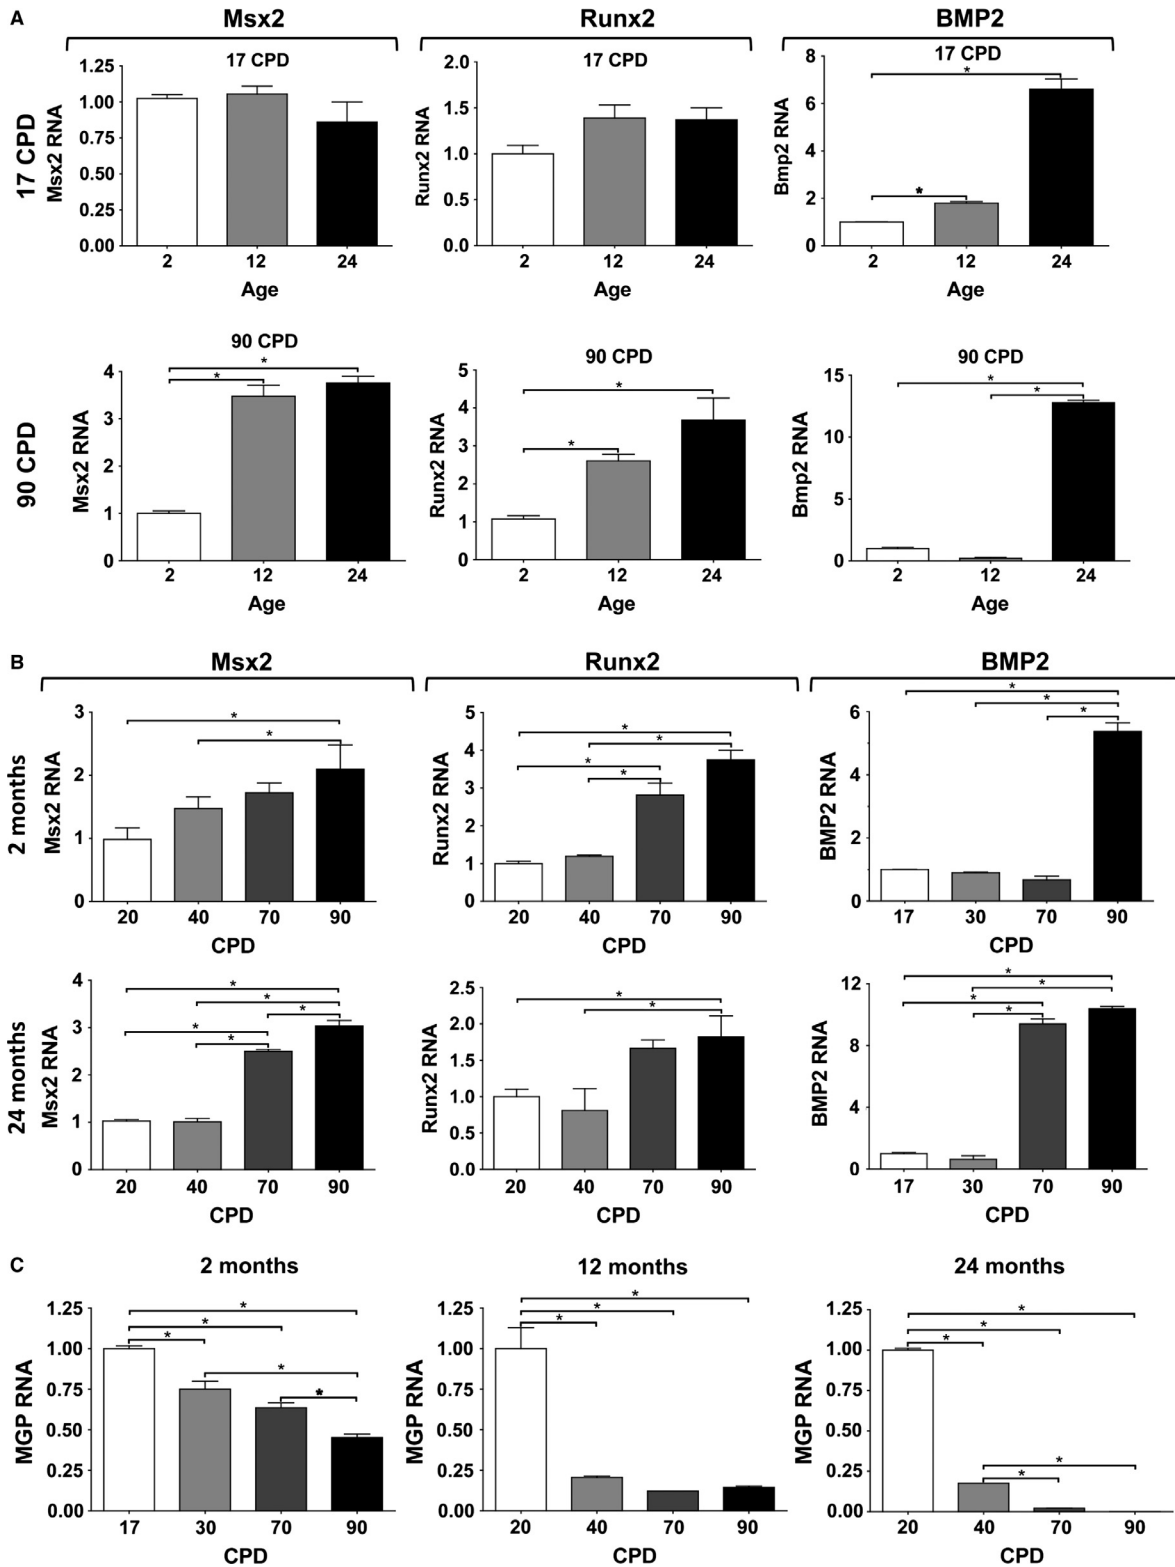 A
Msx2 Runx2 BMP2
17 CPD
17 CPD 17 CPD 17 CPD
Msx2 RNA
1.25
1.00
0.75
0.50
0.25
0.00
2 12 24
Age
Runx2 RNA
2.0
1.5
1.0
0.5
0.0
2 12 24
Age
Bmp2 RNA
8
6
4
2
0
* *
2 12 24
Age
90 CPD
90 CPD 90 CPD 90 CPD
Msx2 RNA
4
3
2
1
0
* *
2 12 24
Age
Runx2 RNA
5
4
3
2
1
0
* *
2 12 24
Age
Bmp2 RNA
15
10
5
0
* *
2 12 24
Age
B
Msx2 Runx2 BMP2
2 months
Msx2 RNA
3
2
1
0
* *
20 40 70 90
CPD
Runx2 RNA
5
4
3
2
1
0
* * * *
20 40 70 90
CPD
BMP2 RNA
6
4
2
0
* * *
17 30 70 90
CPD
24 months
Msx2 RNA
4
3
2
1
0
* * * * *
20 40 70 90
CPD
Runx2 RNA
2.5
2.0
1.5
1.0
0.5
0.0
* *
20 40 70 90
CPD
BMP2 RNA
12
8
4
0
* * * *
17 30 70 90
CPD
C
2 months 12 months 24 months
MGP RNA
1.25
1.00
0.75
0.50
0.25
0.00
* * * * *
17 30 70 90
CPD
MGP RNA
1.25
1.00
0.75
0.50
0.25
0.00
* * *
20 40 70 90
CPD
MGP RNA
1.25
1.00
0.75
0.50
0.25
0.00
* * * * *
20 40 70 90
CPD